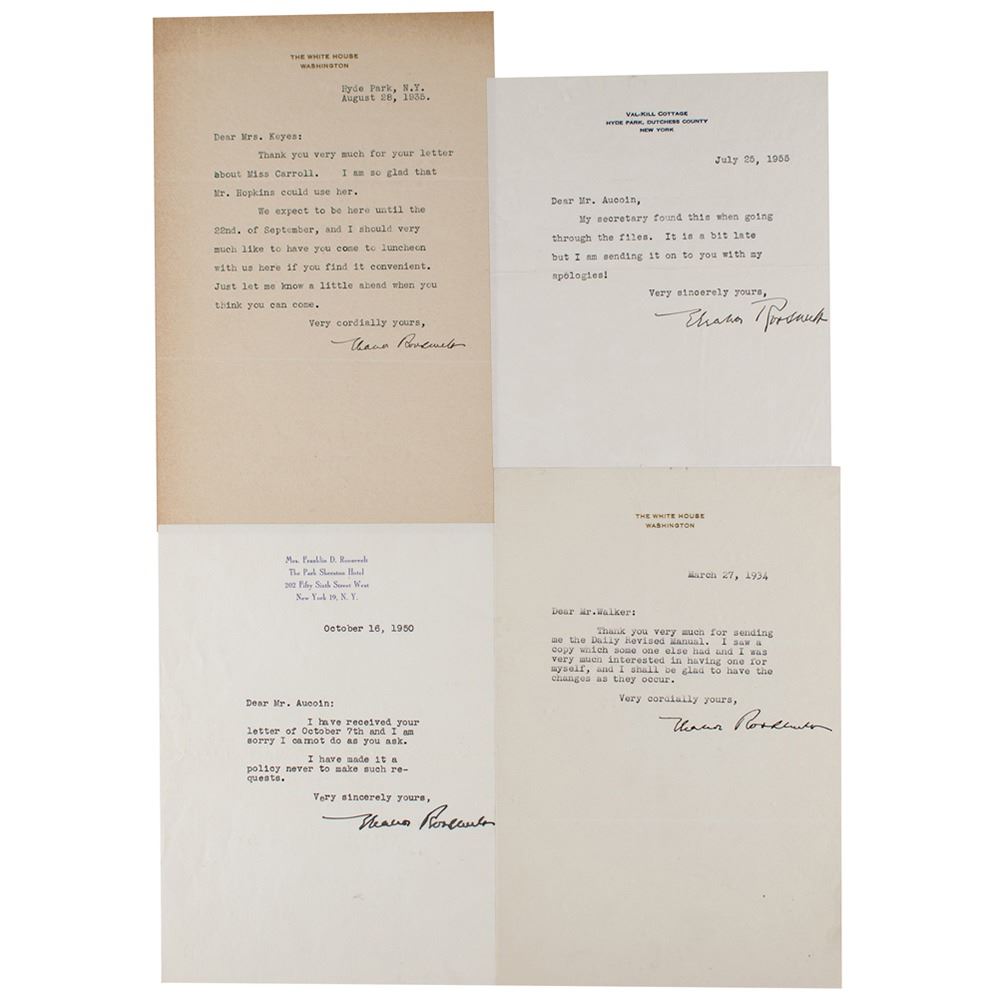 THE WHITE HOUSE
WASHINGTON
Hyde Park, N.Y.
August 28, 1935.
Dear Mrs. Keyes:
Thank you very much for your letter
about Miss Carroll. I am so glad that
Mr. Hopkins could use her.
We expect to be here until the
22nd. of September, and I should very
much like to have you come to luncheon
with us here if you find it convenient.
Just let me know a little ahead when you
think you can come.
Very cordially yours,
Eleanor Roosevelt
VAL-KILL COTTAGE
HYDE PARK, DUTCHESS COUNTY
NEW YORK
July 25, 1955
Dear Mr. Aucoin,
My secretary found this when going
through the files. It is a bit late
but I am sending it on to you with my
apologies!
Very sincerely yours,
Eleanor Roosevelt
Mrs. Franklin D. Roosevelt
The Park Sheraton Hotel
202 Fifty Sixth Street West
New York 19, N. Y.
October 16, 1950
Dear Mr. Aucoin:
I have received your
letter of October 7th and I am
sorry I cannot do as you ask.
I have made it a
policy never to make such re-
quests.
Very sincerely yours,
Eleanor Roosevelt
THE WHITE HOUSE
WASHINGTON
March 27, 1934
Dear Mr.Walker:
Thank you very much for sending
me the Daily Revised Manual. I saw a
copy which some one else had and I was
very much interested in having one for
myself, and I shall be glad to have the
changes as they occur.
Very cordially yours,
Eleanor Roosevelt